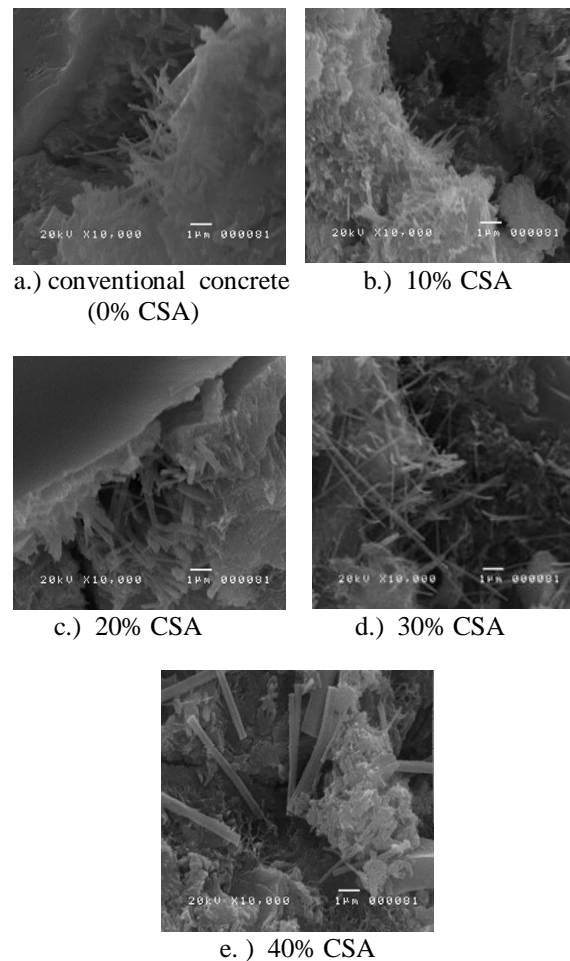 20kV X10,000 1µm 000081
20kV X10,000 1µm 000081
a.) conventional concrete
(0% CSA)
b.) 10% CSA
20kV X10,000 1µm 000081
20kV X10,000 1µm 000081
c.) 20% CSA
d.) 30% CSA
20kV X10,000 1µm 000081
e. ) 40% CSA